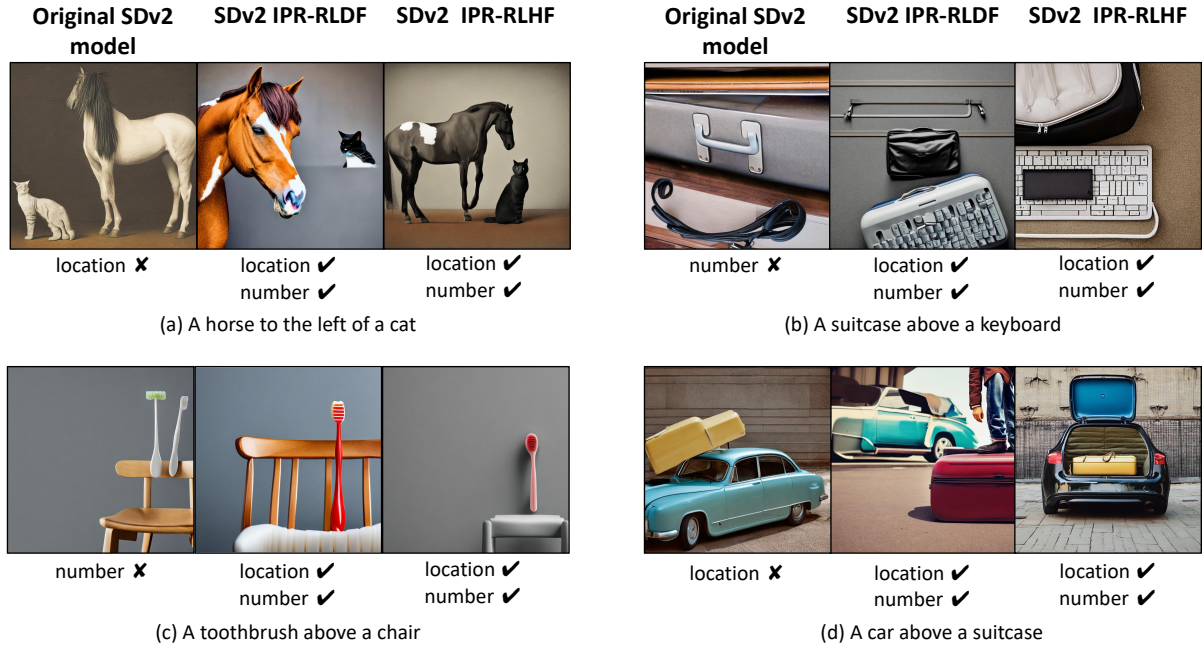 Original SDv2 model SDv2 IPR-RLDF SDv2 IPR-RLHF
location ✘ location ✔ location ✔
number ✔ number ✔
(a) A horse to the left of a cat
Original SDv2 model SDv2 IPR-RLDF SDv2 IPR-RLHF
number ✘ location ✔ location ✔
number ✔ number ✔
(b) A suitcase above a keyboard
number ✘ location ✔ location ✔
number ✔ number ✔
(c) A toothbrush above a chair
location ✘ location ✔ location ✔
number ✔ number ✔
(d) A car above a suitcase